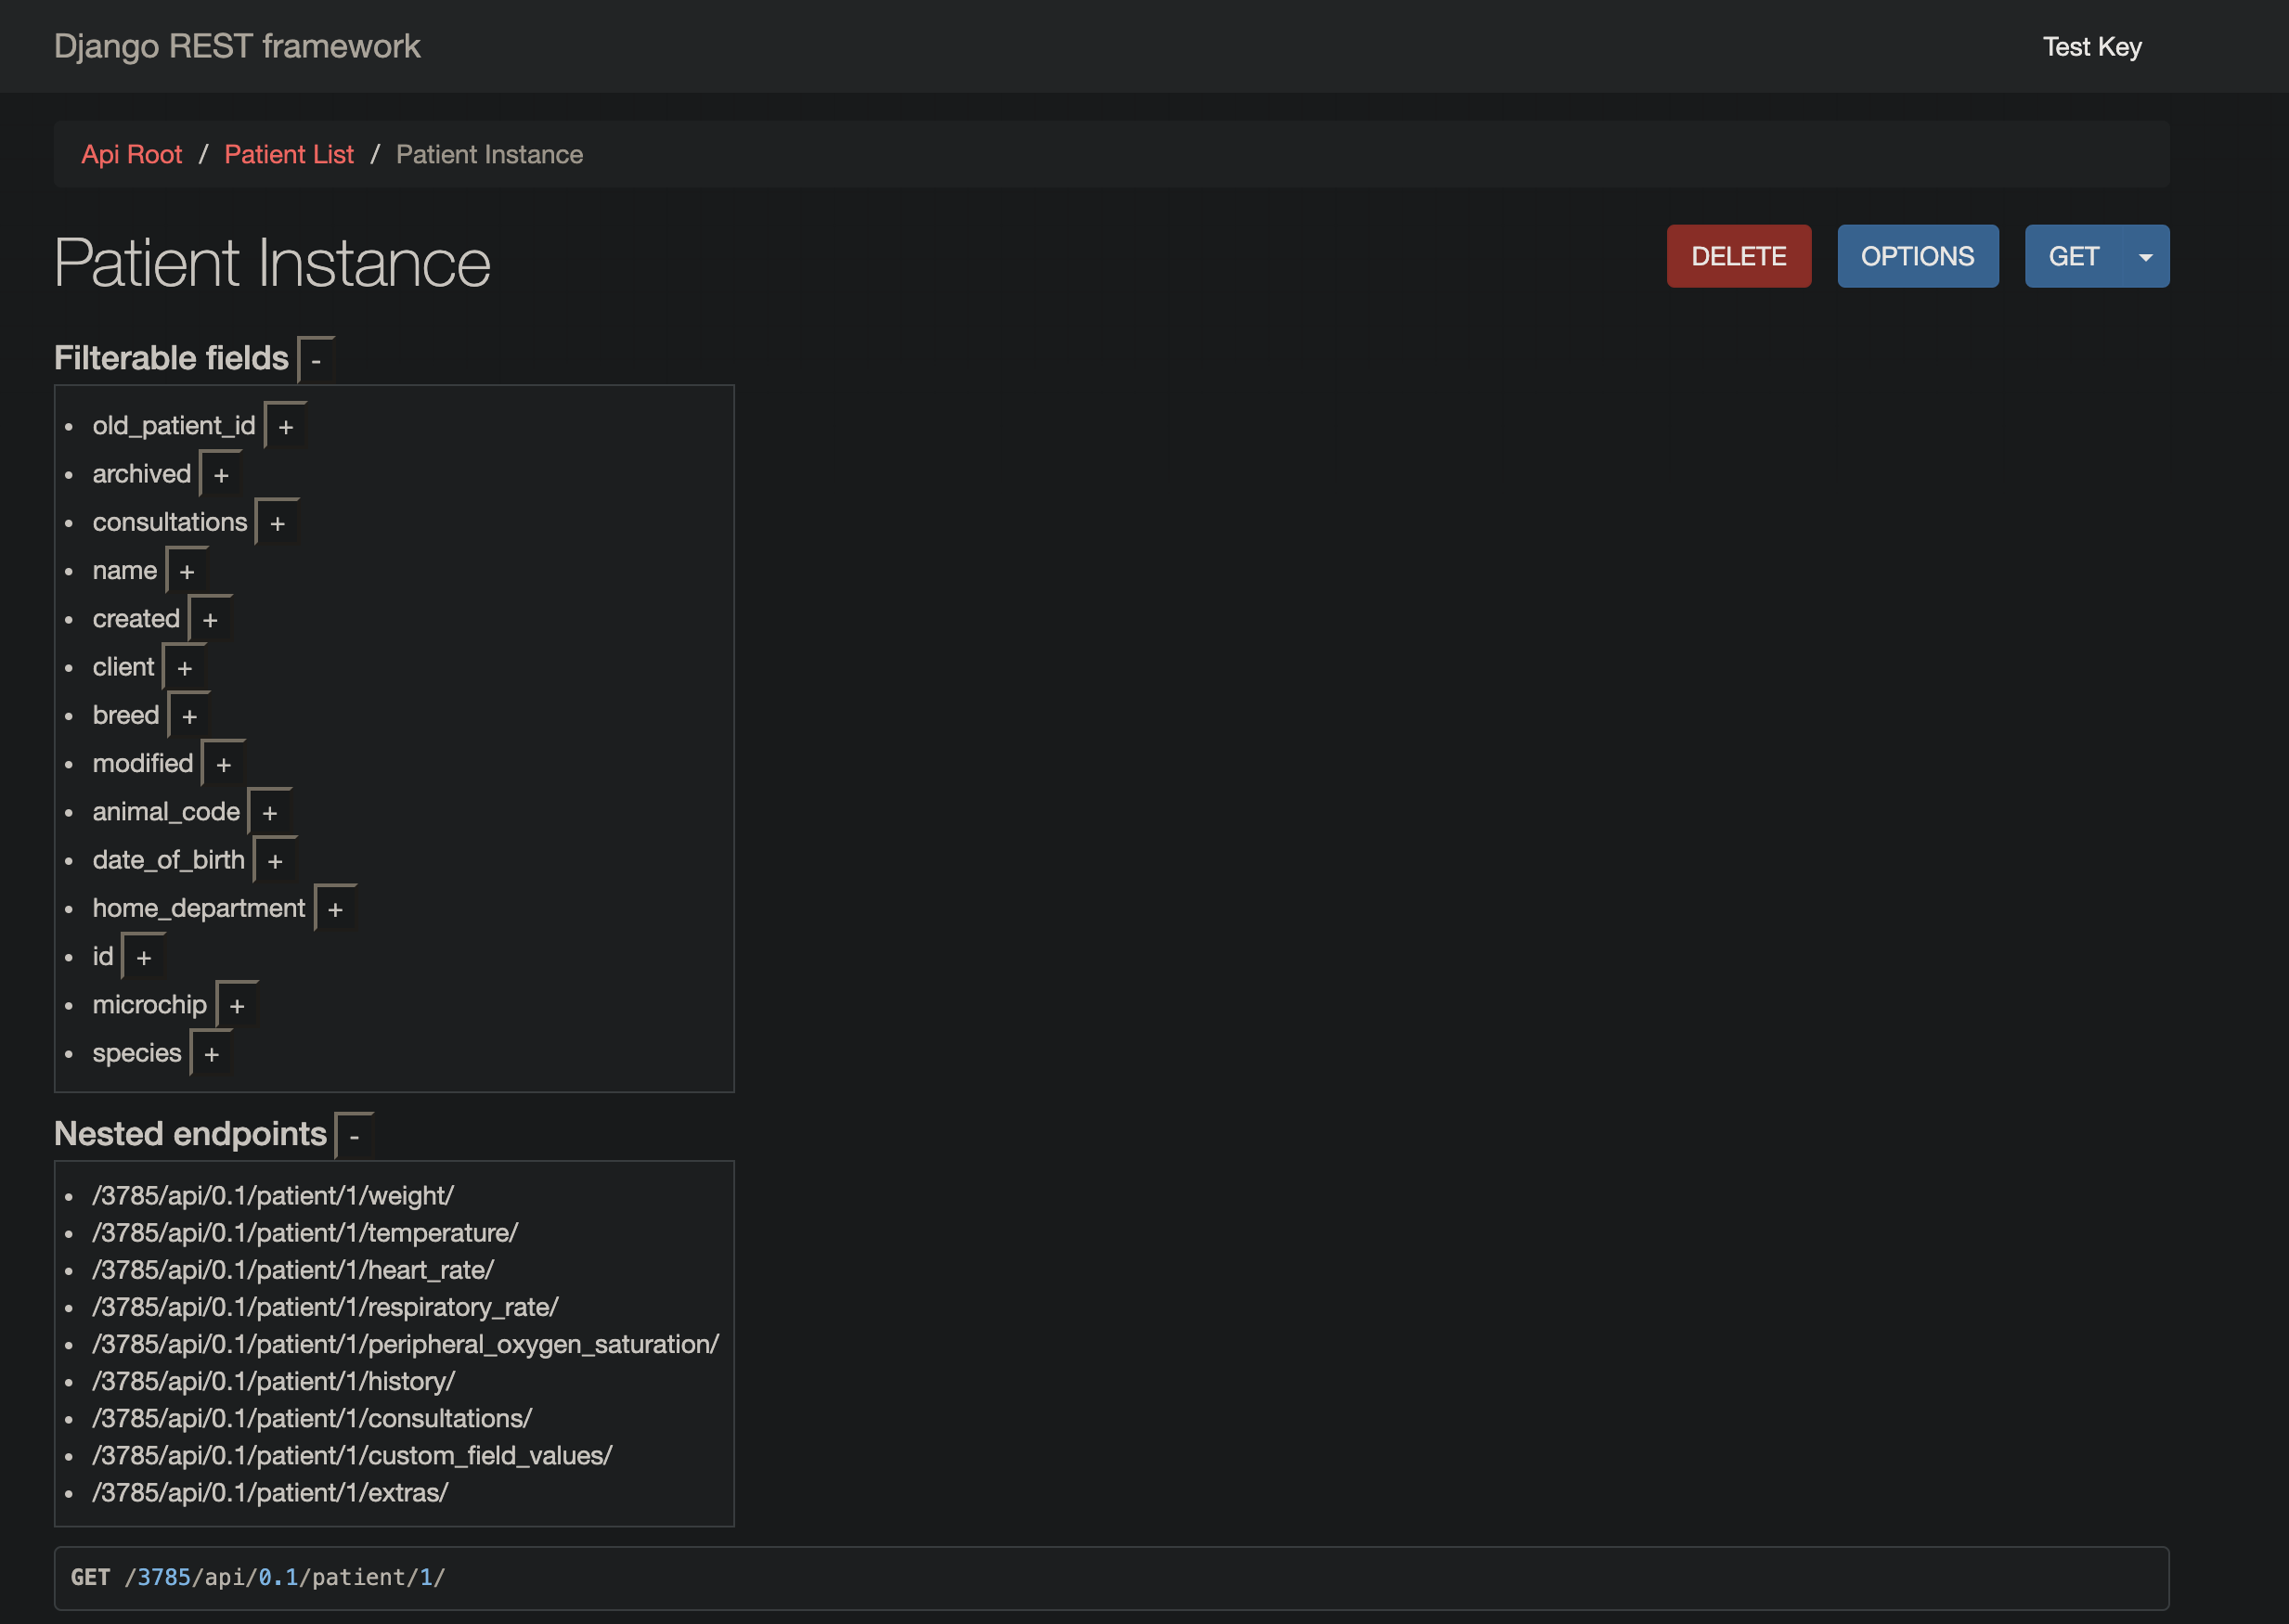 Django REST framework
Test Key
Api Root / Patient List / Patient Instance
Patient Instance
DELETE
OPTIONS
GET
Filterable fields -
• old_patient_id +
• archived +
• consultations +
• name +
• created +
• client +
• breed +
• modified +
• animal_code +
• date_of_birth +
• home_department +
• id +
• microchip +
• species +
Nested endpoints -
• /3785/api/0.1/patient/1/weight/
• /3785/api/0.1/patient/1/temperature/
• /3785/api/0.1/patient/1/heart_rate/
• /3785/api/0.1/patient/1/respiratory_rate/
• /3785/api/0.1/patient/1/peripheral_oxygen_saturation/
• /3785/api/0.1/patient/1/history/
• /3785/api/0.1/patient/1/consultations/
• /3785/api/0.1/patient/1/custom_field_values/
• /3785/api/0.1/patient/1/extras/
GET /3785/api/0.1/patient/1/